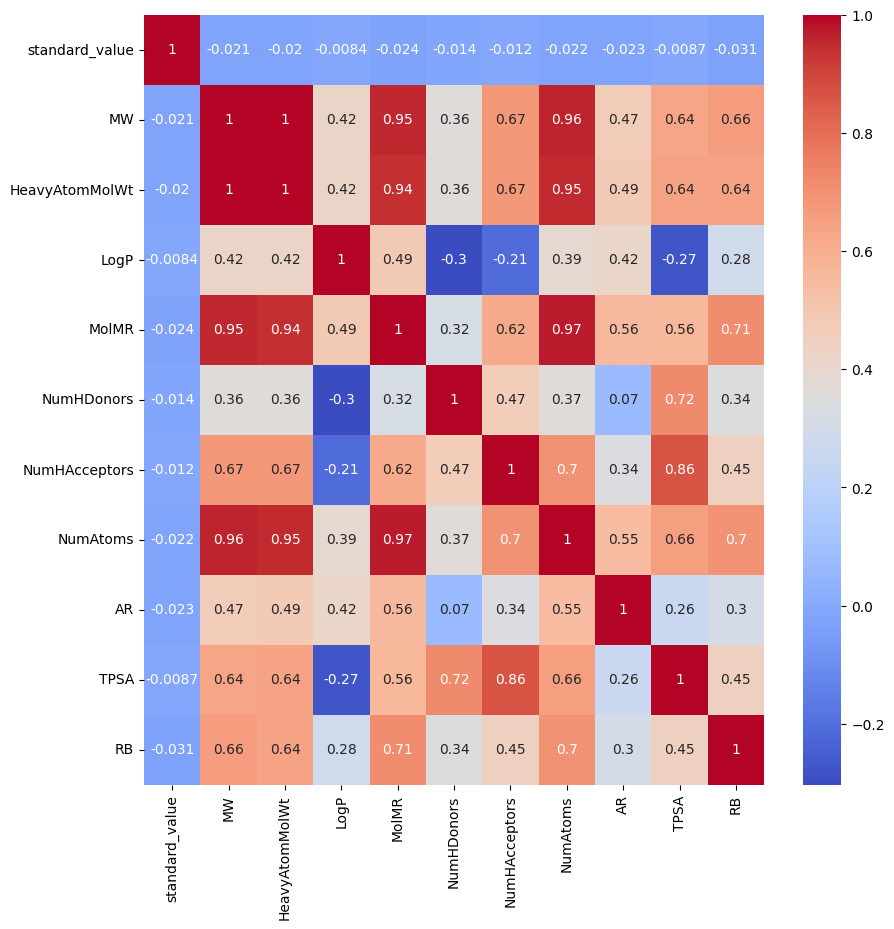 standard_value 1 -0.021 -0.02 -0.0084 -0.024 -0.014 -0.012 -0.022 -0.023 -0.0087 -0.031
MW -0.021 1 1 0.42 0.95 0.36 0.67 0.96 0.47 0.64 0.66
HeavyAtomMolWt -0.02 1 1 0.42 0.94 0.36 0.67 0.95 0.49 0.64 0.64
LogP -0.0084 0.42 0.42 1 0.49 -0.3 -0.21 0.39 0.42 -0.27 0.28
MolMR -0.024 0.95 0.94 0.49 1 0.32 0.62 0.97 0.56 0.56 0.71
NumHDonors -0.014 0.36 0.36 -0.3 0.32 1 0.47 0.37 0.07 0.72 0.34
NumHAcceptors -0.012 0.67 0.67 -0.21 0.62 0.47 1 0.7 0.34 0.86 0.45
NumAtoms -0.022 0.96 0.95 0.39 0.97 0.37 0.7 1 0.55 0.66 0.7
AR -0.023 0.47 0.49 0.42 0.56 0.07 0.34 0.55 1 0.26 0.3
TPSA -0.0087 0.64 0.64 -0.27 0.56 0.72 0.86 0.66 0.26 1 0.45
RB -0.031 0.66 0.64 0.28 0.71 0.34 0.45 0.7 0.3 0.45 1
standard_value
MW
HeavyAtomMolWt
LogP
MolMR
NumHDonors
NumHAcceptors
NumAtoms
AR
TPSA
RB
1.0
0.8
0.6
0.4
0.2
0.0
−0.2